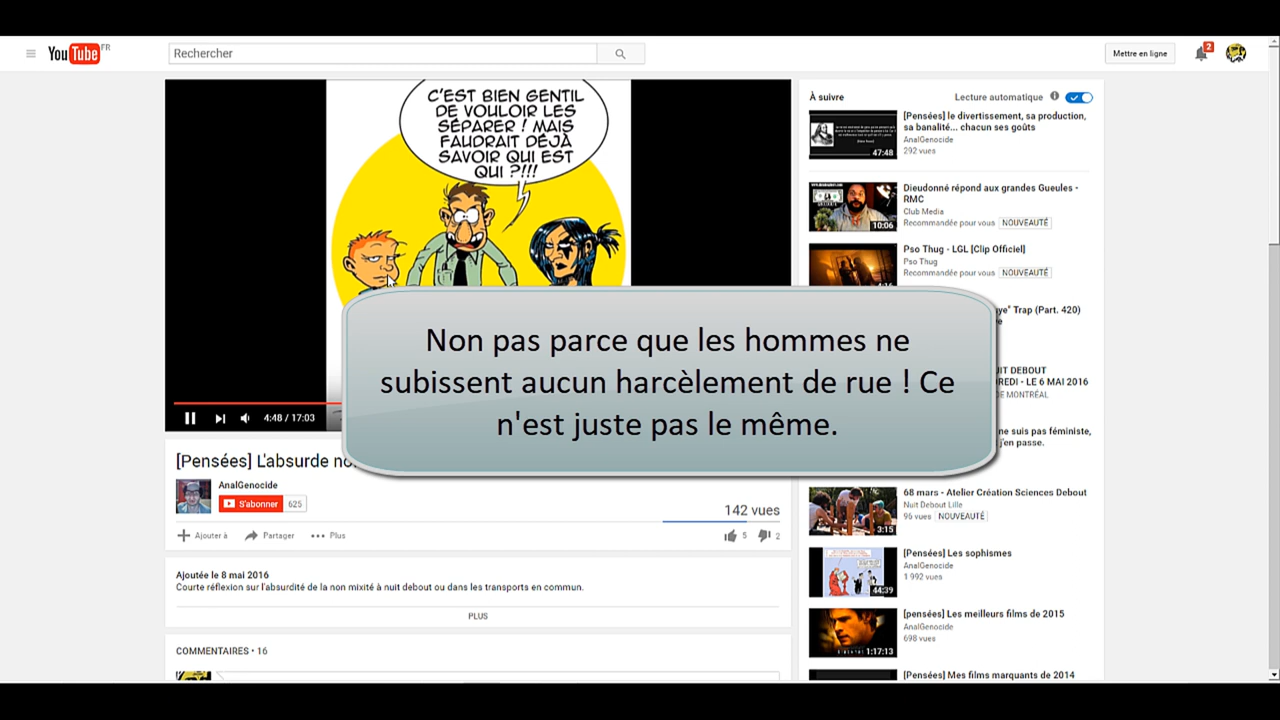 YouTube FR
Rechercher
Mettre en ligne
2
C'EST BIEN GENTIL
DE VOULOIR LES
SÉPARER ! MAIS
FAUDRAIT DÉJÀ
SAVOIR QUI EST
QUI ?!!!
4:48 / 17:03
Non pas parce que les hommes ne
subissent aucun harcèlement de rue ! Ce
n'est juste pas le même.
[Pensées] L'absurde no
AnalGenocide
S'abonner 625
142 vues
Ajouter à Partager Plus
5 2
Ajoutée le 8 mai 2016
Courte réflexion sur l'absurdité de la non mixité à nuit debout ou dans les transports en commun.
PLUS
COMMENTAIRES • 16
À suivre
Lecture automatique
[Pensées] le divertissement, sa production,
sa banalité... chacun ses goûts
AnalGenocide
292 vues
47:48
Dieudonné répond aux grandes Gueules -
RMC
Club Media
Recommandée pour vous NOUVEAUTÉ
10:06
Pso Thug - LGL [Clip Officiel]
Pso Thug
Recommandée pour vous NOUVEAUTÉ
ye" Trap (Part. 420)
IT DEBOUT
REDI - LE 6 MAI 2016
DE MONTRÉAL
ne suis pas féministe,
j'en passe.
68 mars - Atelier Création Sciences Debout
Nuit Debout Lille
96 vues NOUVEAUTÉ
3:15
[Pensées] Les sophismes
AnalGenocide
1 992 vues
44:39
[pensées] Les meilleurs films de 2015
AnalGenocide
698 vues
1:17:13
[Pensées] Mes films marquants de 2014